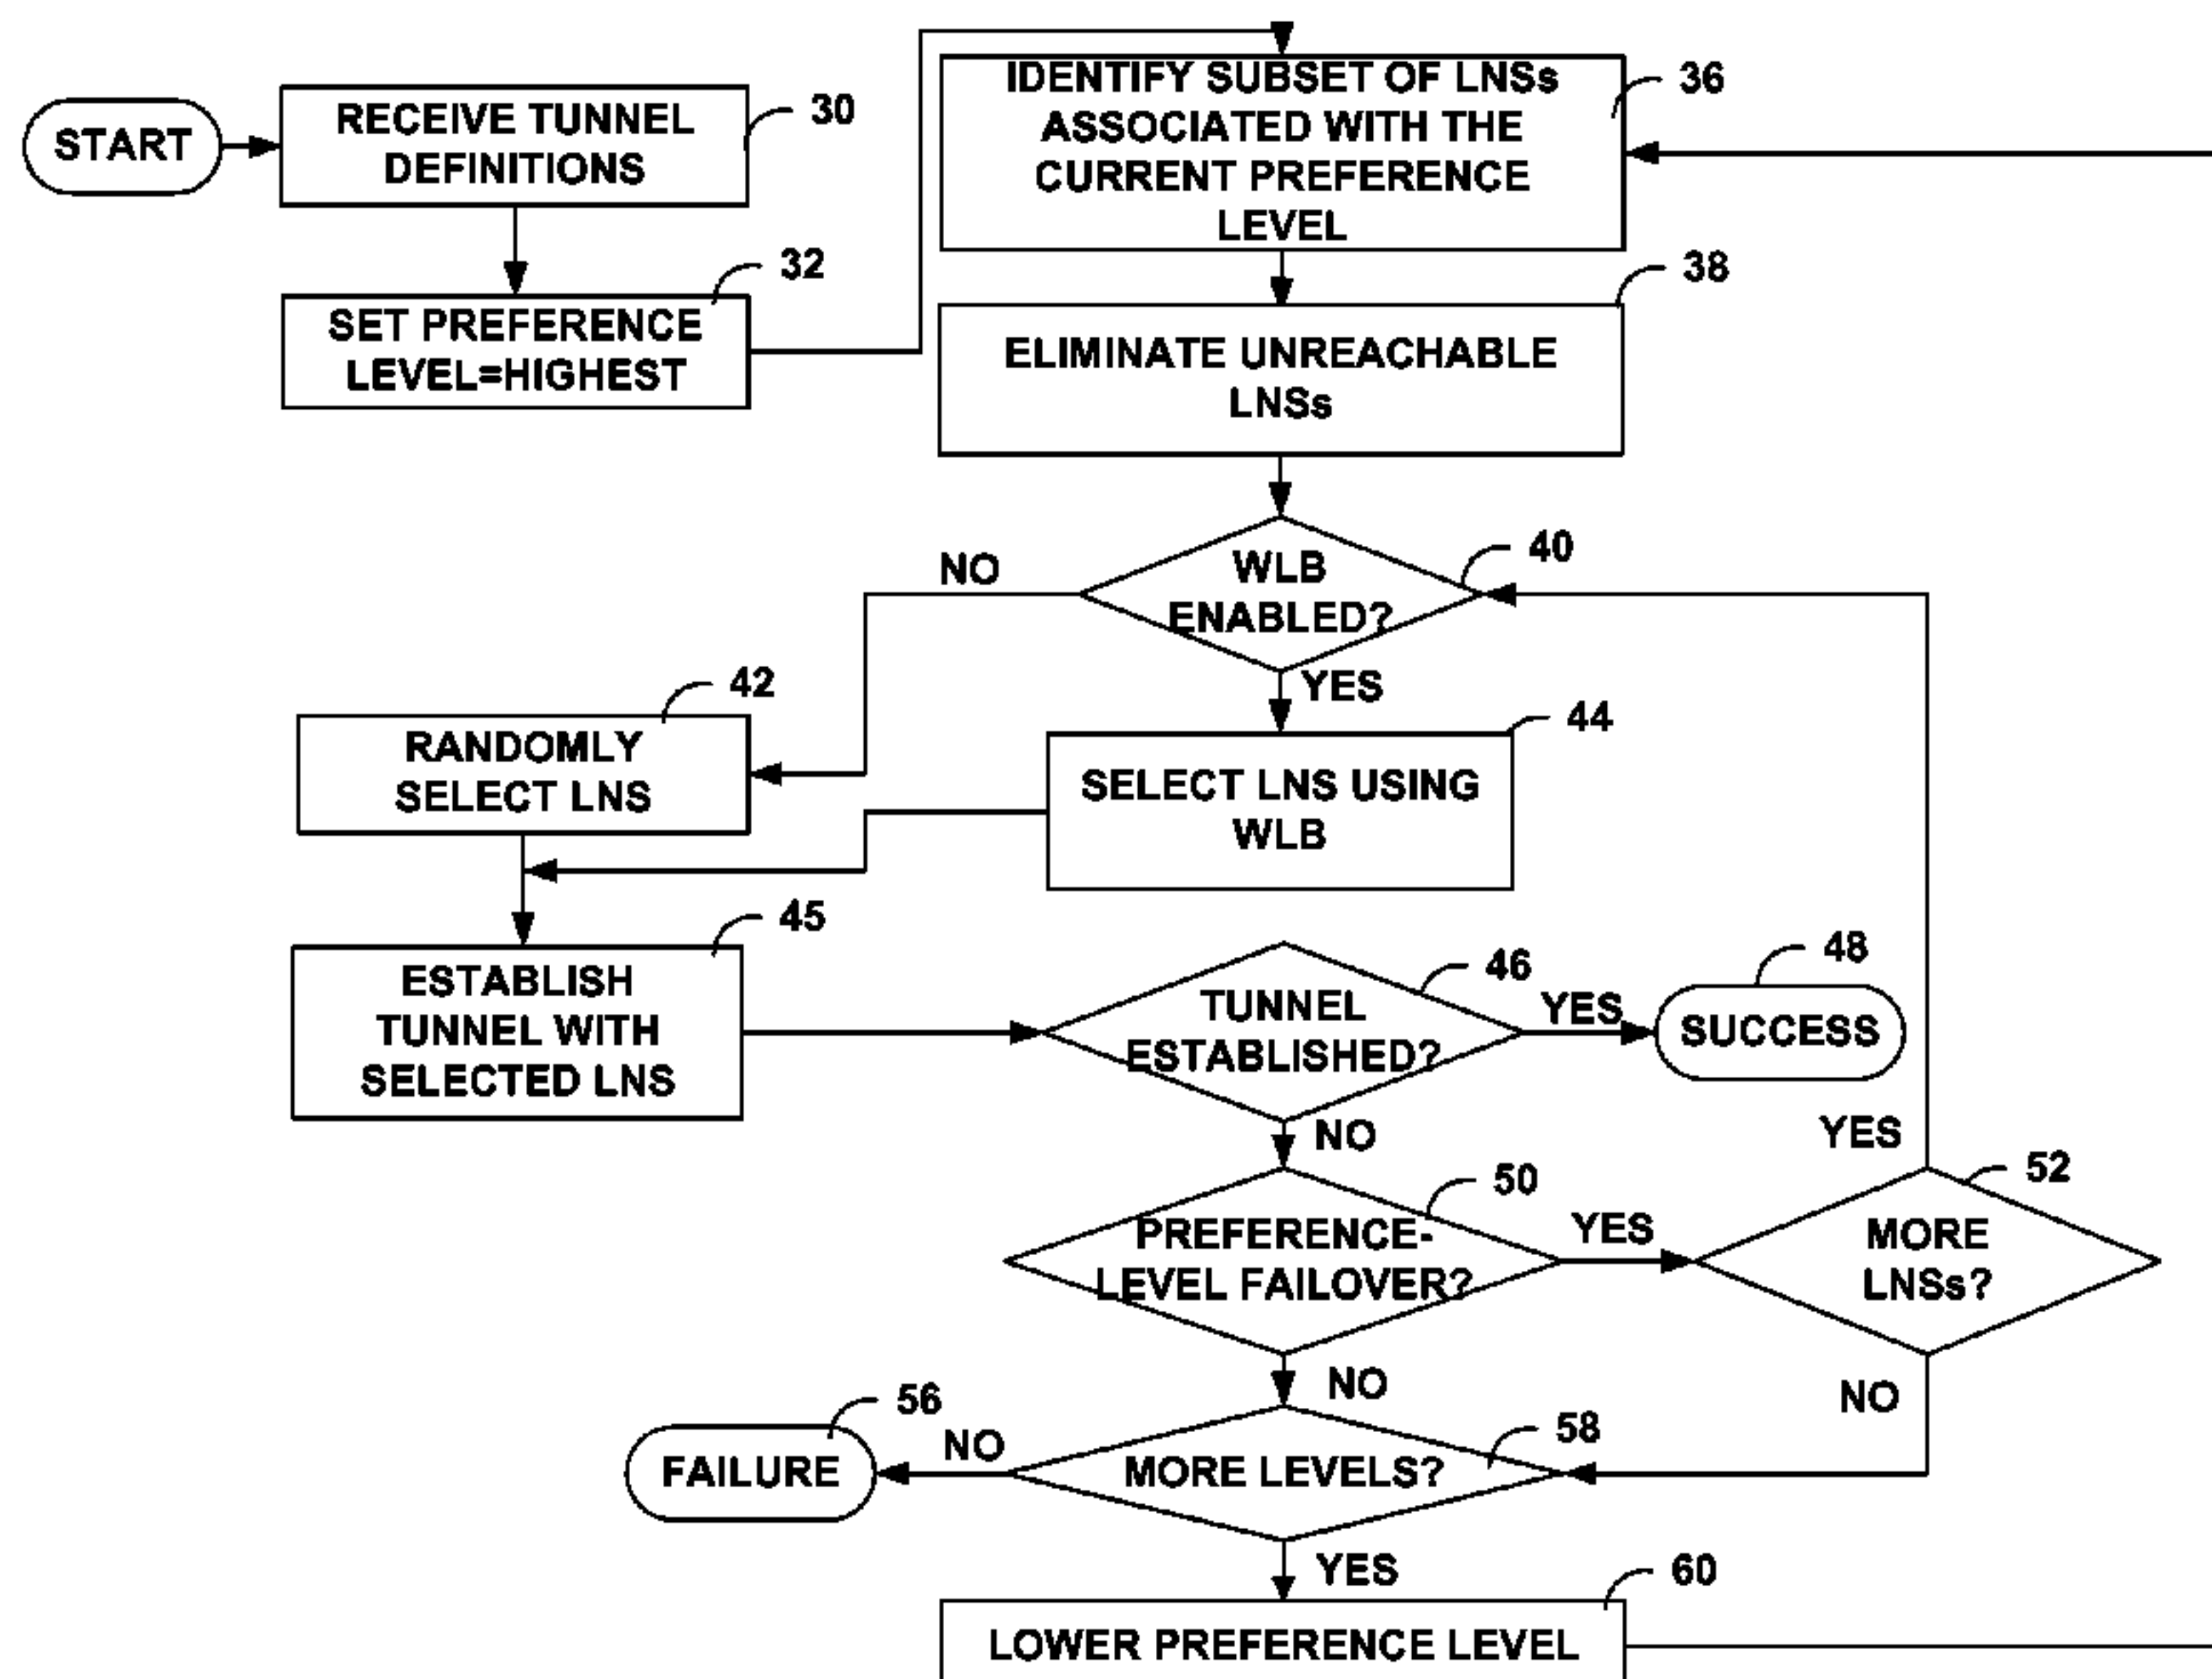 START
RECEIVE TUNNEL
DEFINITIONS
30
SET PREFERENCE
LEVEL=HIGHEST
32
IDENTIFY SUBSET OF LNSs
ASSOCIATED WITH THE
CURRENT PREFERENCE
LEVEL
36
ELIMINATE UNREACHABLE
LNSs
38
WLB
ENABLED?
40
NO
YES
RANDOMLY
SELECT LNS
42
SELECT LNS USING
WLB
44
ESTABLISH
TUNNEL WITH
SELECTED LNS
45
TUNNEL
ESTABLISHED?
46
YES
SUCCESS
48
NO
PREFERENCE-
LEVEL FAILOVER?
50
YES
MORE
LNSs?
52
YES
NO
NO
MORE LEVELS?
58
NO
FAILURE
56
YES
LOWER PREFERENCE LEVEL
60